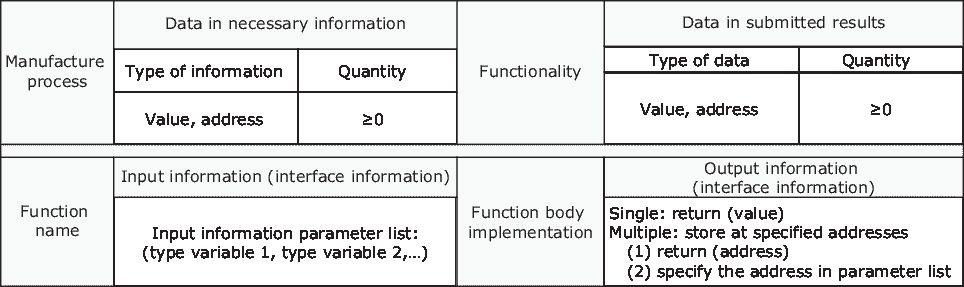 Manufacture
process
Data in necessary information
Type of information
Quantity
Value, address
≥0
Functionality
Data in submitted results
Type of data
Quantity
Value, address
≥0
Function
name
Input information (interface information)
Input information parameter list:
(type variable 1, type variable 2,...)
Function body
implementation
Output information
(interface information)
Single: return (value)
Multiple: store at specified addresses
(1) return (address)
(2) specify the address in parameter list